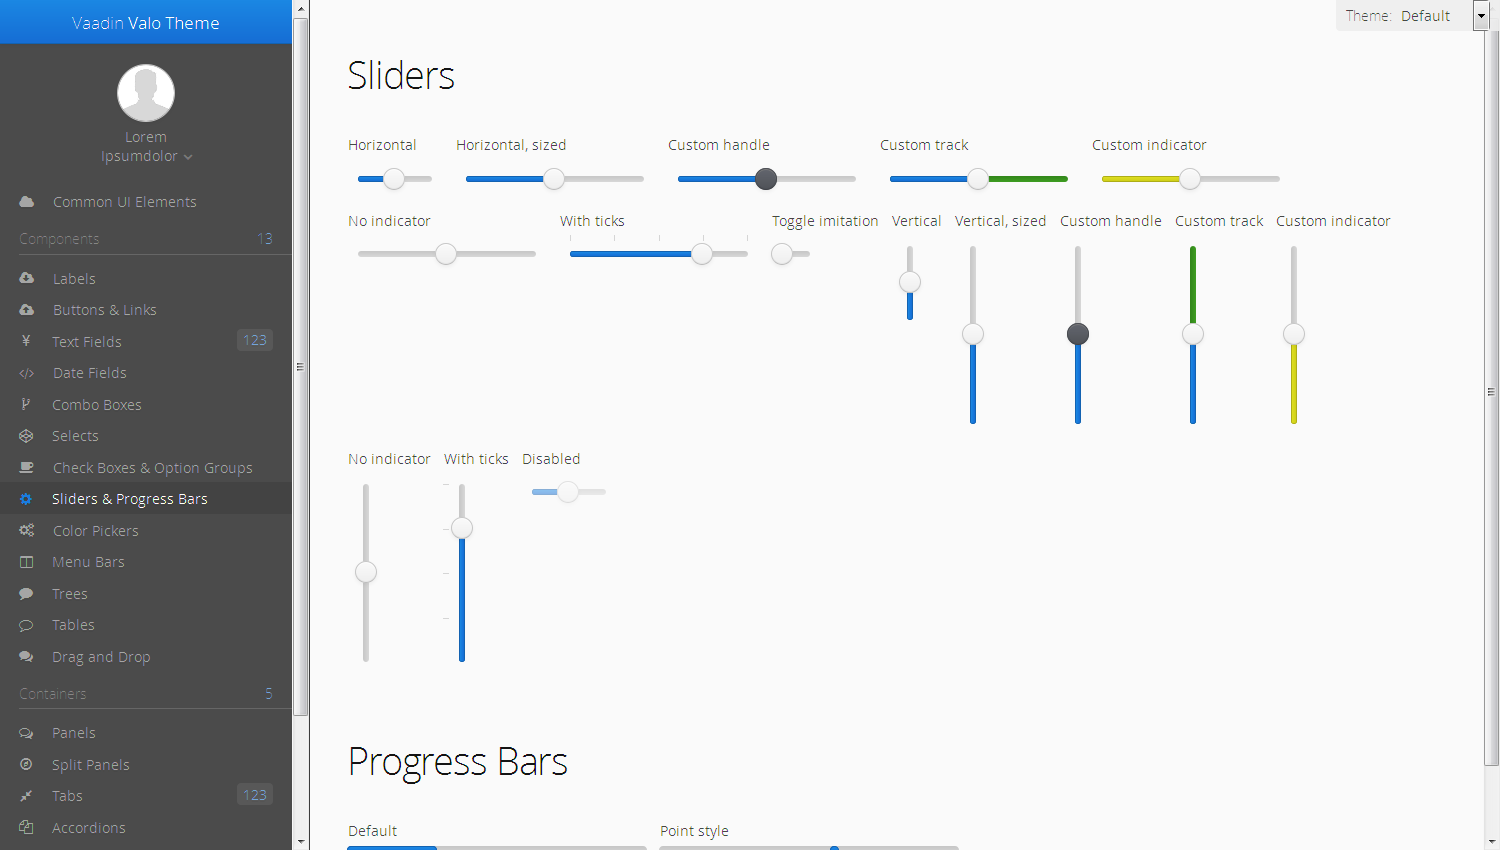 Vaadin Valo Theme
Lorem
Ipsumdolor
Common UI Elements
Components 13
Labels
Buttons & Links
Text Fields 123
Date Fields
Combo Boxes
Selects
Check Boxes & Option Groups
Sliders & Progress Bars
Color Pickers
Menu Bars
Trees
Tables
Drag and Drop
Containers 5
Panels
Split Panels
Tabs 123
Accordions
Theme: Default
Sliders
Horizontal Horizontal, sized Custom handle Custom track Custom indicator
No indicator With ticks Toggle imitation Vertical Vertical, sized Custom handle Custom track Custom indicator
No indicator With ticks Disabled
Progress Bars
Default Point style